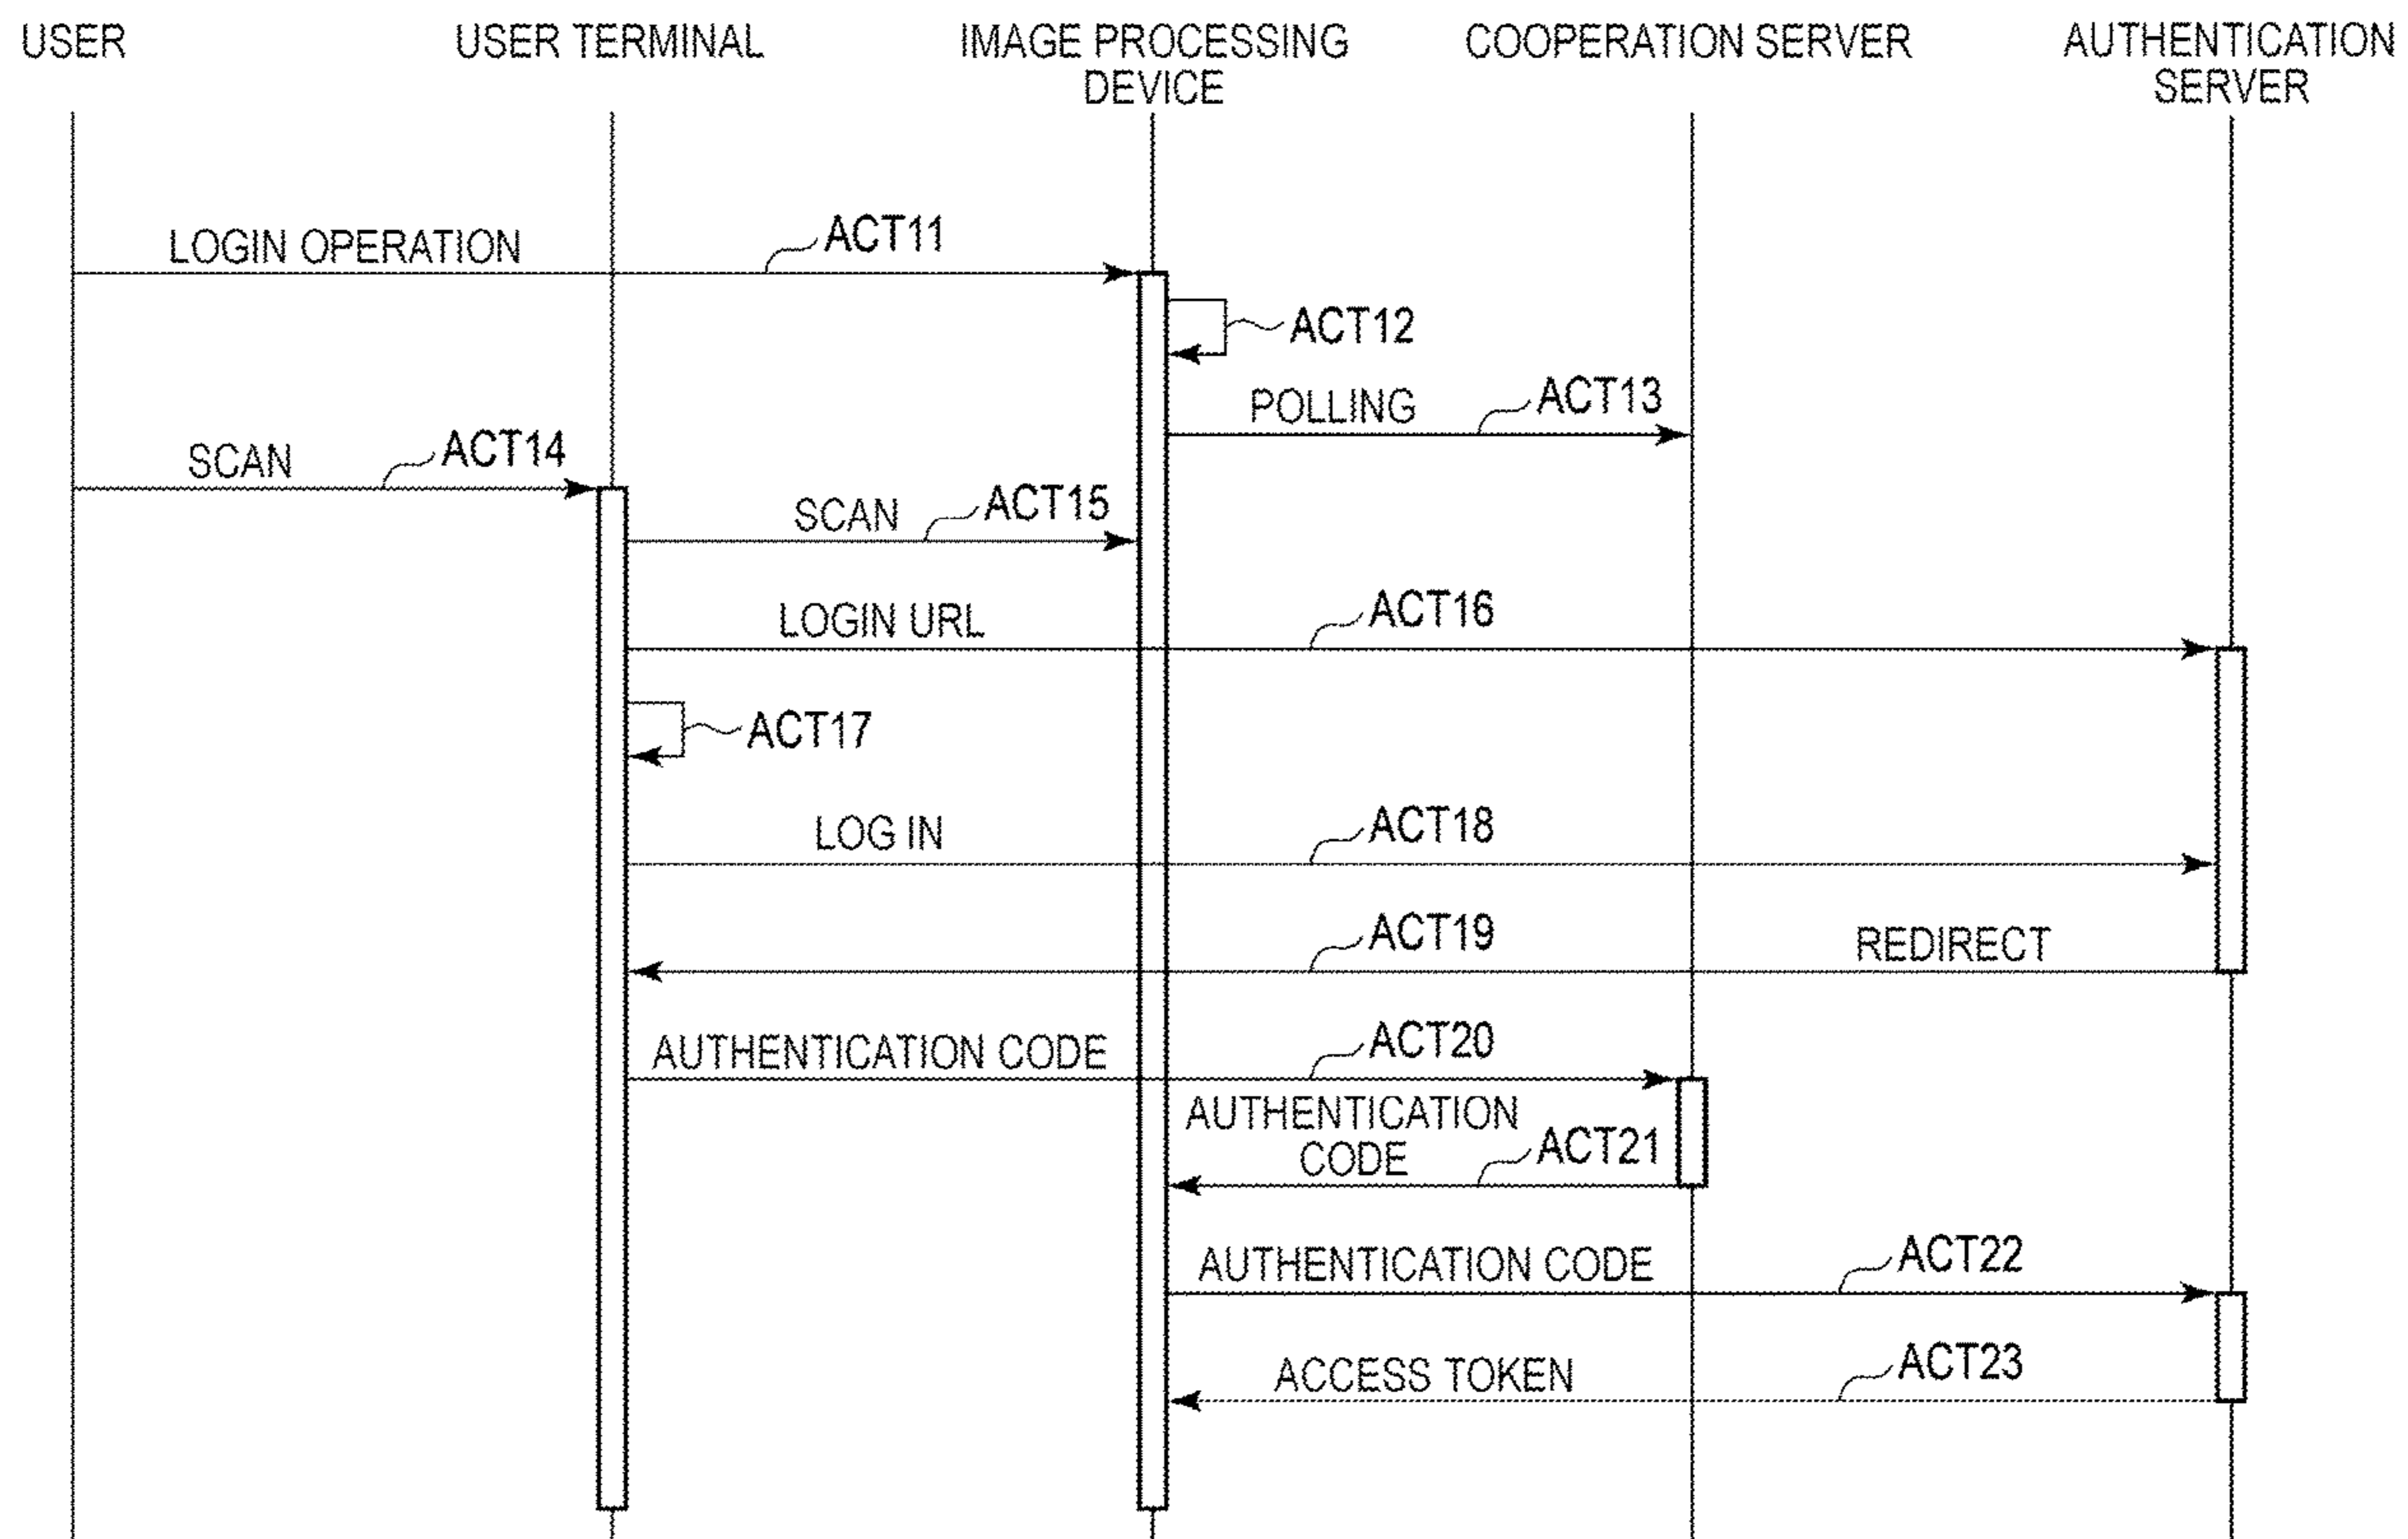 USER
USER TERMINAL
IMAGE PROCESSING
DEVICE
COOPERATION SERVER
AUTHENTICATION
SERVER
LOGIN OPERATION
ACT11
ACT12
POLLING
ACT13
SCAN
ACT14
SCAN
ACT15
LOGIN URL
ACT16
ACT17
LOG IN
ACT18
ACT19
REDIRECT
AUTHENTICATION CODE
ACT20
AUTHENTICATION
CODE
ACT21
AUTHENTICATION CODE
ACT22
ACCESS TOKEN
ACT23